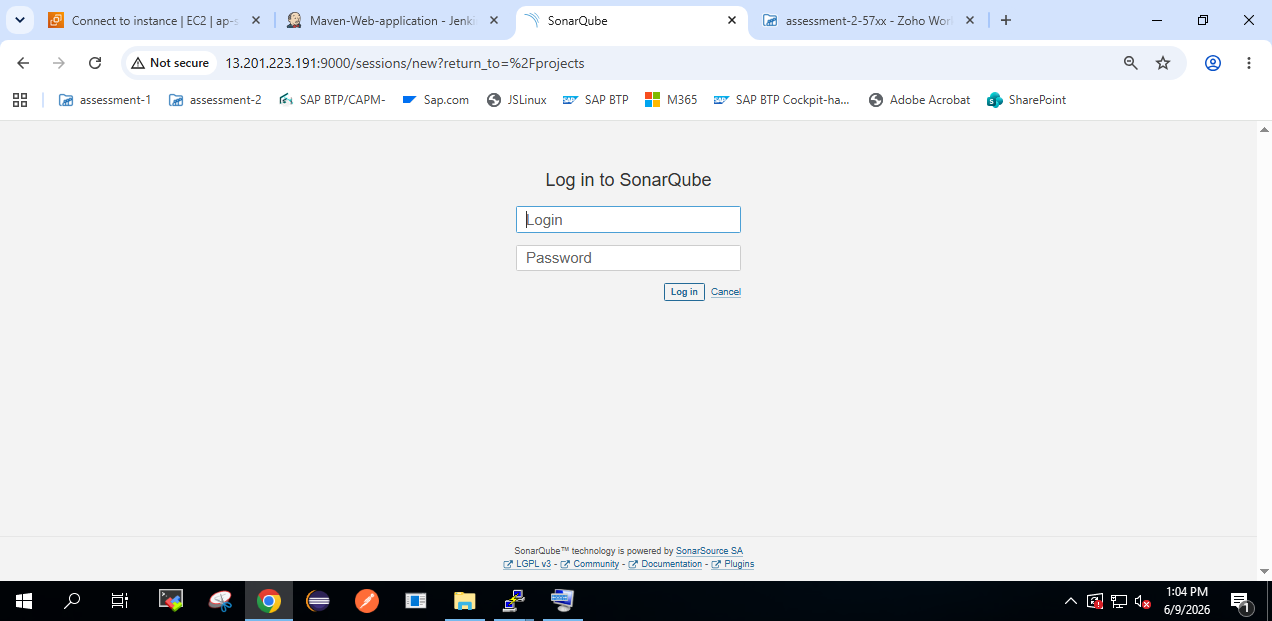 Connect to instance | EC2 | ap-s
Maven-Web-application - Jenki
SonarQube
assessment-2-57xx - Zoho Wor
Not secure
13.201.223.191:9000/sessions/new?return_to=%2Fprojects
assessment-1
assessment-2
SAP BTP/CAPM-
Sap.com
JSLinux
SAP BTP
M365
SAP BTP Cockpit-ha...
Adobe Acrobat
SharePoint
Log in to SonarQube
Login
Password
Log in Cancel
SonarQube™ technology is powered by SonarSource SA
LGPL v3 - Community - Documentation - Plugins
1:04 PM
6/9/2026
1